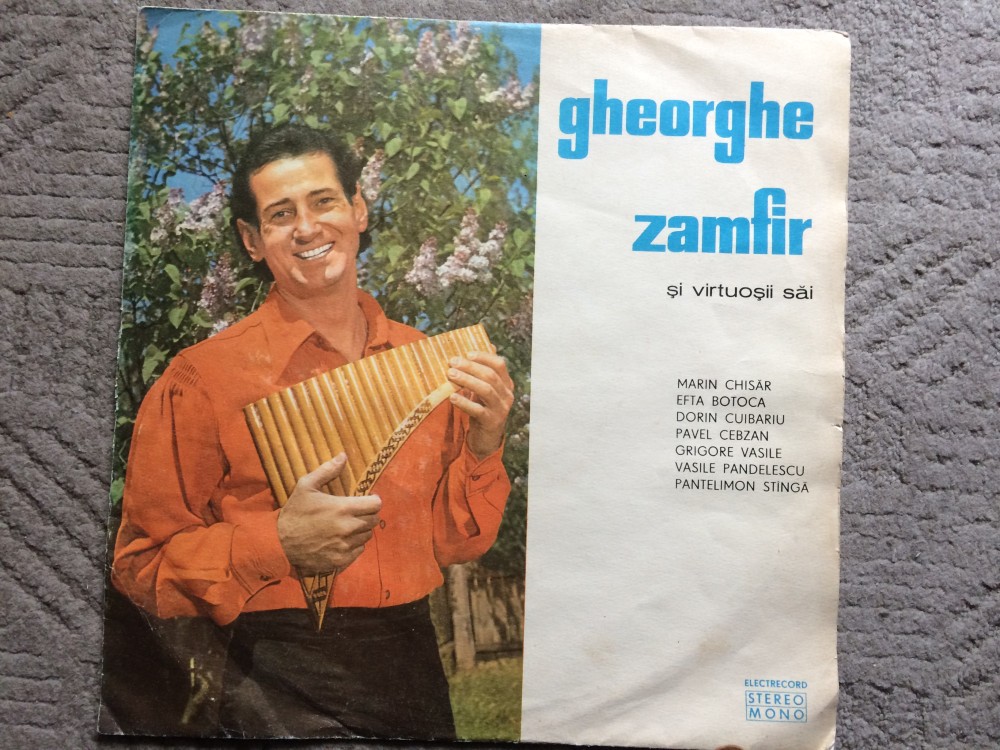 gheorghe
zamfir
și virtuoșii săi
MARIN CHISĂR
EFTA BOTOCA
DORIN CUIBARIU
PAVEL CEBZAN
GRIGORE VASILE
VASILE PANDELESCU
PANTELIMON STÎNGĂ
ELECTRECORD
STEREO
MONO